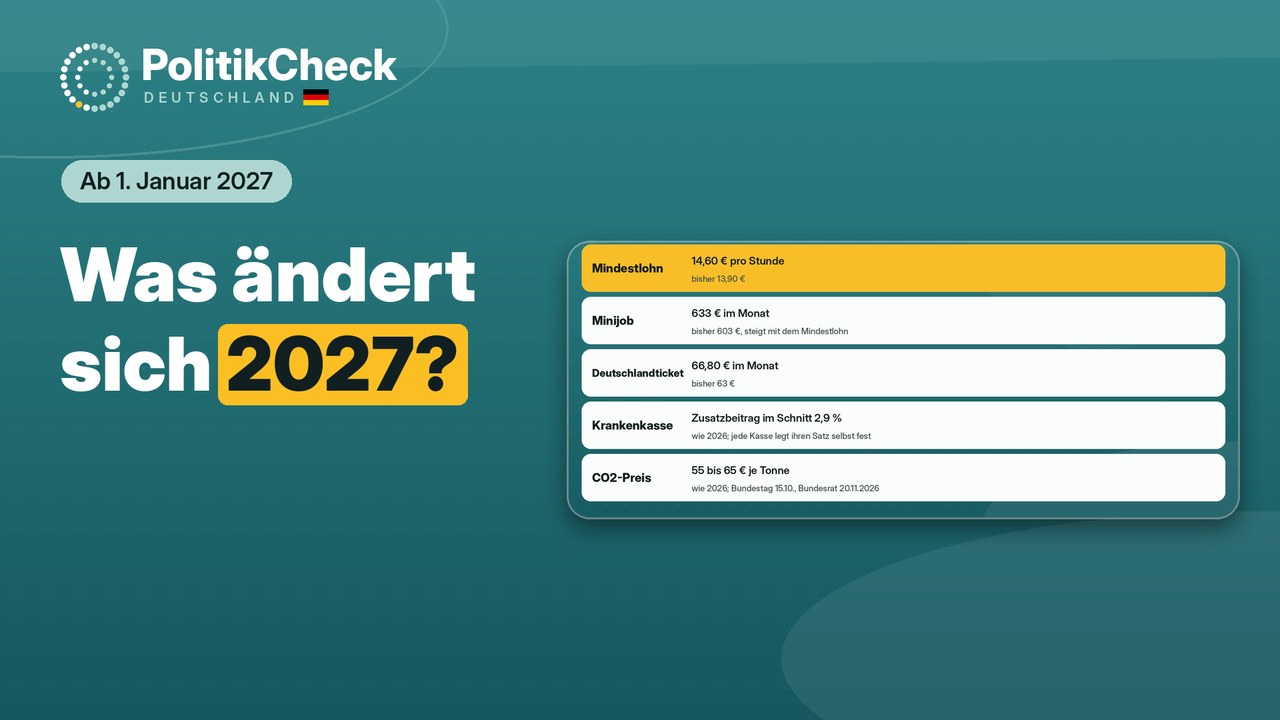 PolitikCheck
DEUTSCHLAND
Ab 1. Januar 2027
Was ändert
sich 2027?
Mindestlohn
14,60 € pro Stunde
bisher 13,90 €
Minijob
633 € im Monat
bisher 603 €, steigt mit dem Mindestlohn
Deutschlandticket
66,80 € im Monat
bisher 63 €
Krankenkasse
Zusatzbeitrag im Schnitt 2,9 %
wie 2026; jede Kasse legt ihren Satz selbst fest
CO2-Preis
55 bis 65 € je Tonne
wie 2026; Bundestag 15.10., Bundesrat 20.11.2026